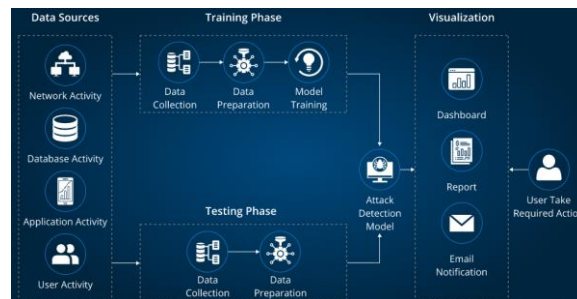 Data Sources
Training Phase
Visualization
Network Activity
Database Activity
Application Activity
User Activity
Data
Collection
Data
Preparation
Model
Training
Testing Phase
Data
Collection
Data
Preparation
Attack
Detection
Model
Dashboard
Report
Email
Notification
User Take
Required Action